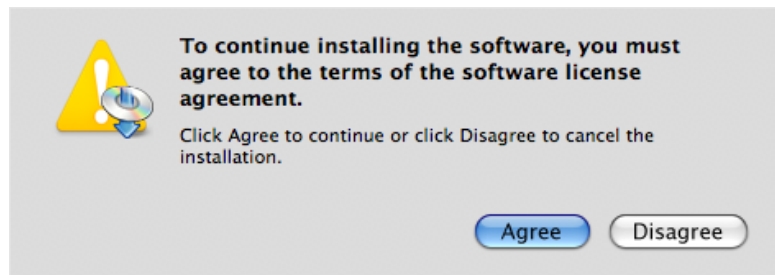 To continue installing the software, you must
agree to the terms of the software license
agreement.
Click Agree to continue or click Disagree to cancel the
installation.
Agree
Disagree